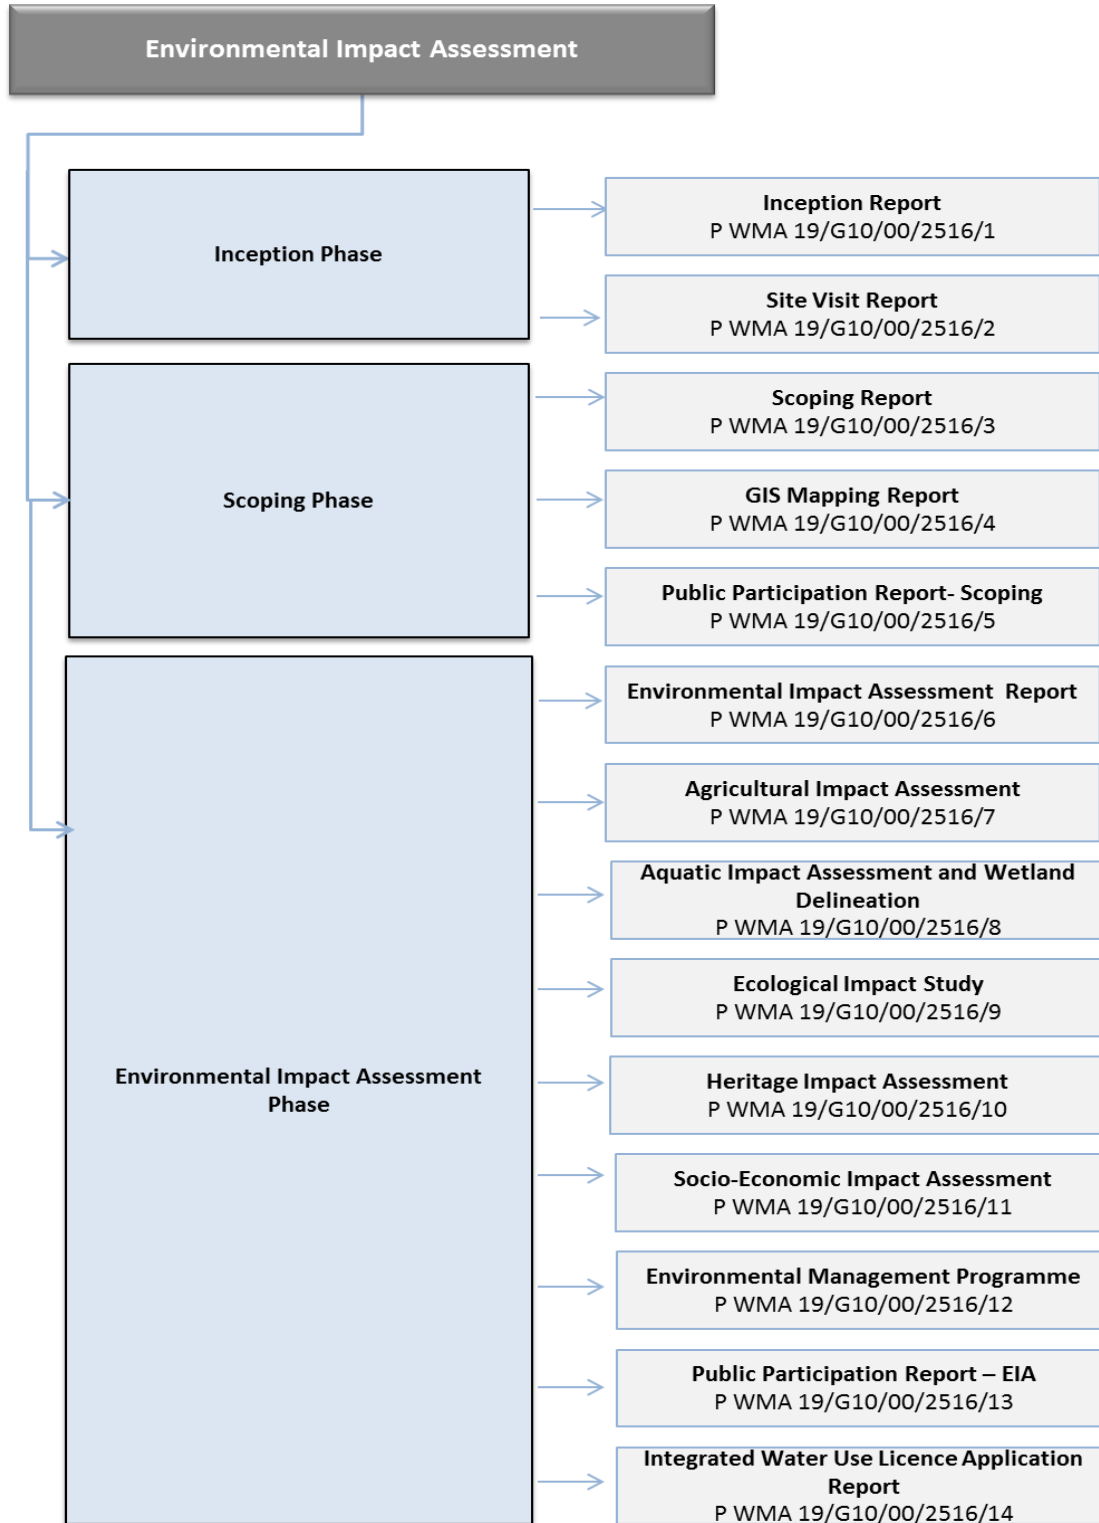 Environmental Impact Assessment
Inception Phase
Inception Report
P WMA 19/G10/00/2516/1
Site Visit Report
P WMA 19/G10/00/2516/2
Scoping Phase
Scoping Report
P WMA 19/G10/00/2516/3
GIS Mapping Report
P WMA 19/G10/00/2516/4
Public Participation Report- Scoping
P WMA 19/G10/00/2516/5
Environmental Impact Assessment
Phase
Environmental Impact Assessment Report
P WMA 19/G10/00/2516/6
Agricultural Impact Assessment
P WMA 19/G10/00/2516/7
Aquatic Impact Assessment and Wetland
Delineation
P WMA 19/G10/00/2516/8
Ecological Impact Study
P WMA 19/G10/00/2516/9
Heritage Impact Assessment
P WMA 19/G10/00/2516/10
Socio-Economic Impact Assessment
P WMA 19/G10/00/2516/11
Environmental Management Programme
P WMA 19/G10/00/2516/12
Public Participation Report – EIA
P WMA 19/G10/00/2516/13
Integrated Water Use Licence Application
Report
P WMA 19/G10/00/2516/14